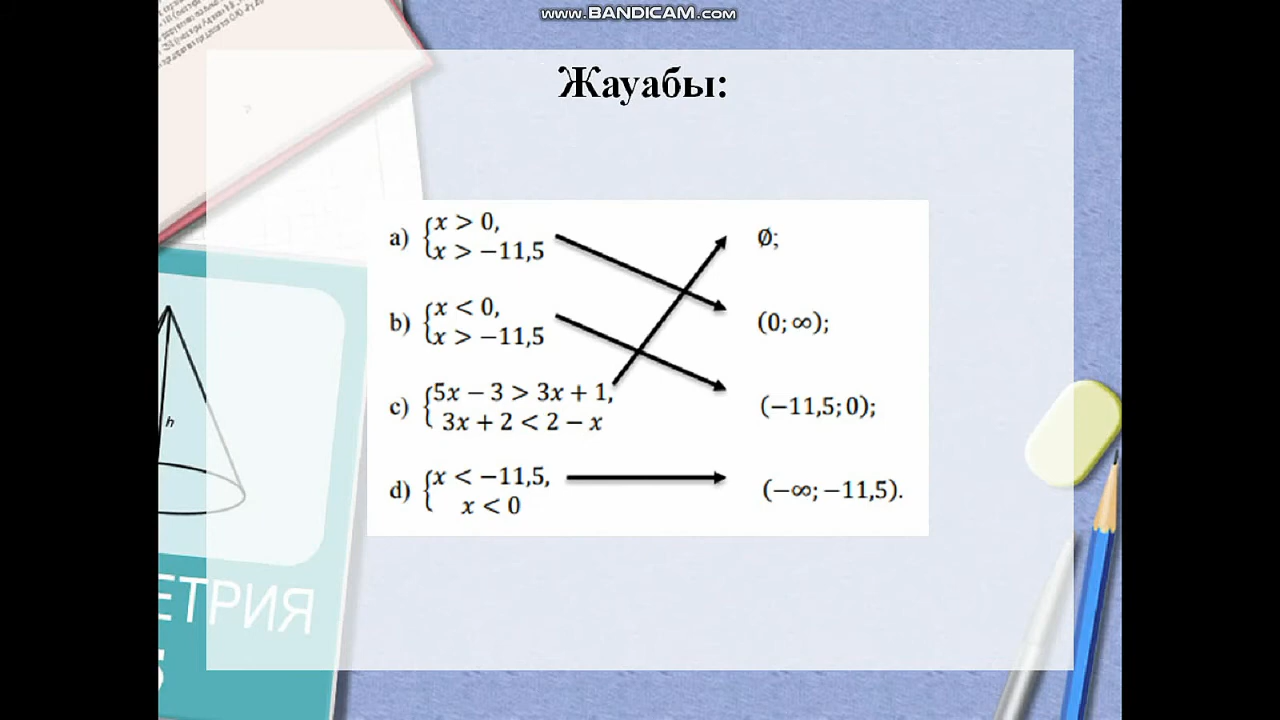 www.BANDICAM.com
Жауабы:
a) {x > 0,
x > −11,5
∅;
b) {x < 0,
x > −11,5
(0; ∞);
c) {5x − 3 > 3x + 1,
3x + 2 < 2 − x
(−11,5; 0);
d) {x < −11,5,
x < 0
(−∞; −11,5).
h
ЕТРИЯ